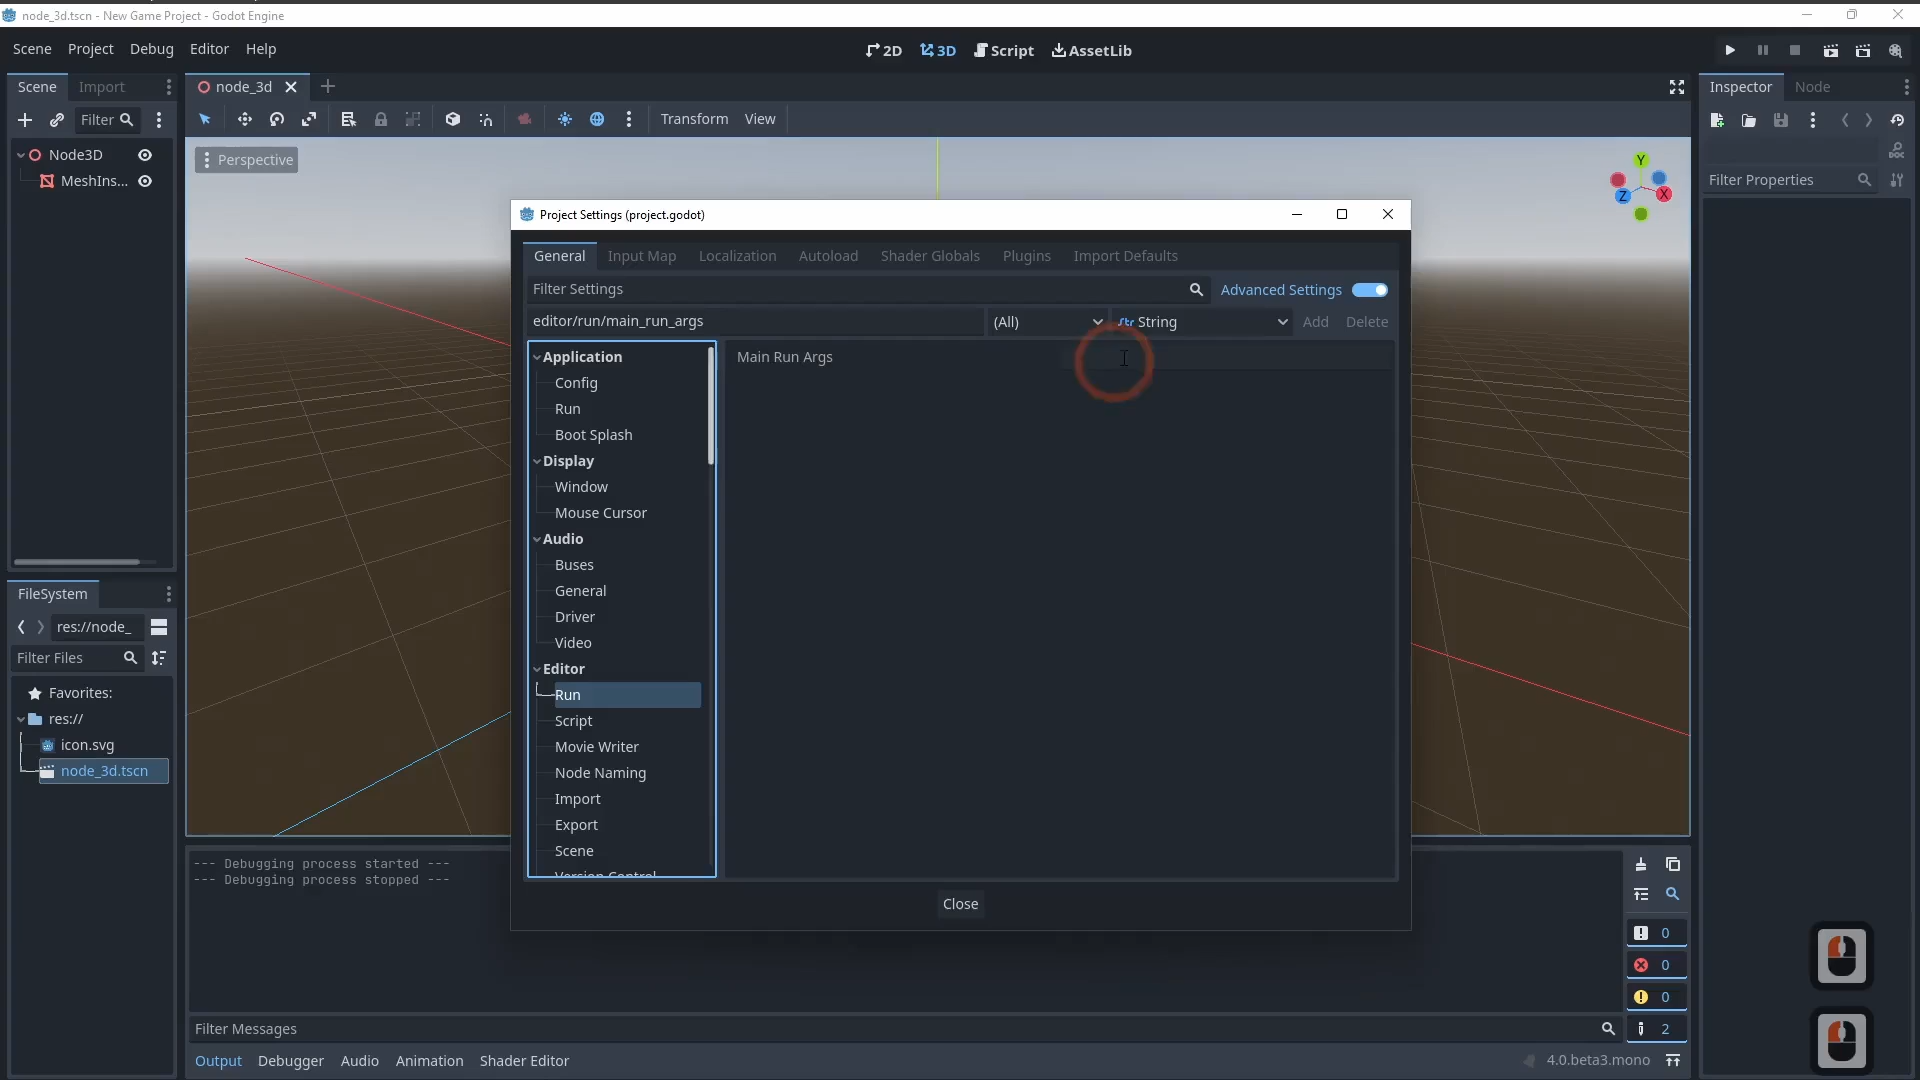 node_3d.tscn - New Game Project - Godot Engine
Scene Project Debug Editor Help
2D 3D Script AssetLib
Scene Import
node_3d
Inspector Node
Filter
Transform View
Node3D
MeshIns...
Perspective
Y
X
Z
DOC
Filter Properties
Project Settings (project.godot)
General Input Map Localization Autoload Shader Globals Plugins Import Defaults
Filter Settings
Advanced Settings
editor/run/main_run_args
(All)
String
Add Delete
Application
Config
Run
Boot Splash
Display
Window
Mouse Cursor
Audio
Buses
General
Driver
Video
Editor
Run
Script
Movie Writer
Node Naming
Import
Export
Scene
Version Control
Main Run Args
Close
FileSystem
res://node_
Filter Files
Favorites:
res://
icon.svg
node_3d.tscn
--- Debugging process started ---
--- Debugging process stopped ---
0
0
0
2
Filter Messages
Output Debugger Audio Animation Shader Editor
4.0.beta3.mono